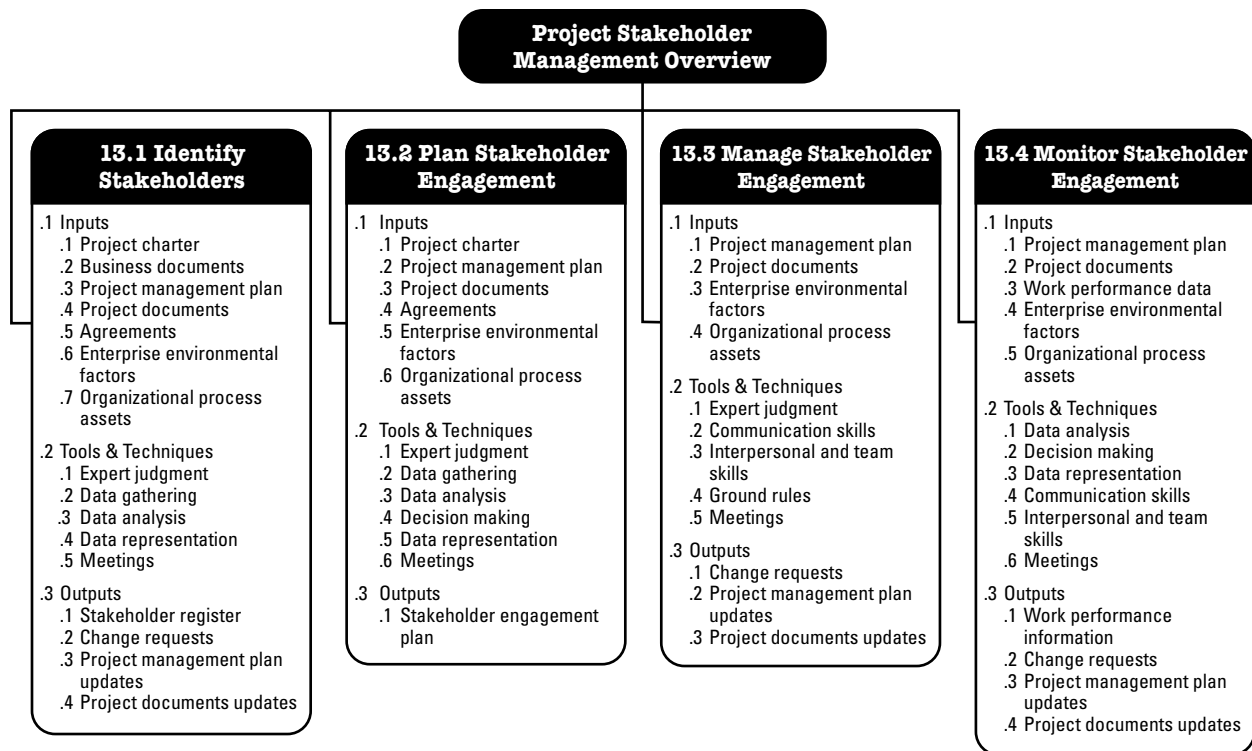 Project Stakeholder
Management Overview
13.1 Identify
Stakeholders
.1 Inputs
.1 Project charter
.2 Business documents
.3 Project management plan
.4 Project documents
.5 Agreements
.6 Enterprise environmental
factors
.7 Organizational process
assets
.2 Tools & Techniques
.1 Expert judgment
.2 Data gathering
.3 Data analysis
.4 Data representation
.5 Meetings
.3 Outputs
.1 Stakeholder register
.2 Change requests
.3 Project management plan
updates
.4 Project documents updates
13.2 Plan Stakeholder
Engagement
.1 Inputs
.1 Project charter
.2 Project management plan
.3 Project documents
.4 Agreements
.5 Enterprise environmental
factors
.6 Organizational process
assets
.2 Tools & Techniques
.1 Expert judgment
.2 Data gathering
.3 Data analysis
.4 Decision making
.5 Data representation
.6 Meetings
.3 Outputs
.1 Stakeholder engagement
plan
13.3 Manage Stakeholder
Engagement
.1 Inputs
.1 Project management plan
.2 Project documents
.3 Enterprise environmental
factors
.4 Organizational process
assets
.2 Tools & Techniques
.1 Expert judgment
.2 Communication skills
.3 Interpersonal and team
skills
.4 Ground rules
.5 Meetings
.3 Outputs
.1 Change requests
.2 Project management plan
updates
.3 Project documents updates
13.4 Monitor Stakeholder
Engagement
.1 Inputs
.1 Project management plan
.2 Project documents
.3 Work performance data
.4 Enterprise environmental
factors
.5 Organizational process
assets
.2 Tools & Techniques
.1 Data analysis
.2 Decision making
.3 Data representation
.4 Communication skills
.5 Interpersonal and team
skills
.6 Meetings
.3 Outputs
.1 Work performance
information
.2 Change requests
.3 Project management plan
updates
.4 Project documents updates